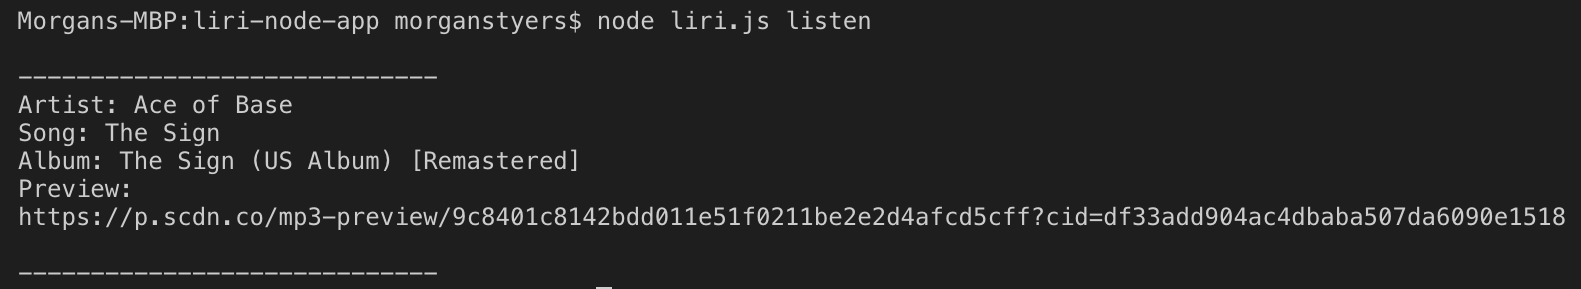 Morgans-MBP:liri-node-app morganstyers$ node liri.js listen
-----------------------------
Artist: Ace of Base
Song: The Sign
Album: The Sign (US Album) [Remastered]
Preview:
https://p.scdn.co/mp3-preview/9c8401c8142bdd011e51f0211be2e2d4afcd5cff?cid=df33add904ac4dbaba507da6090e1518
-----------------------------